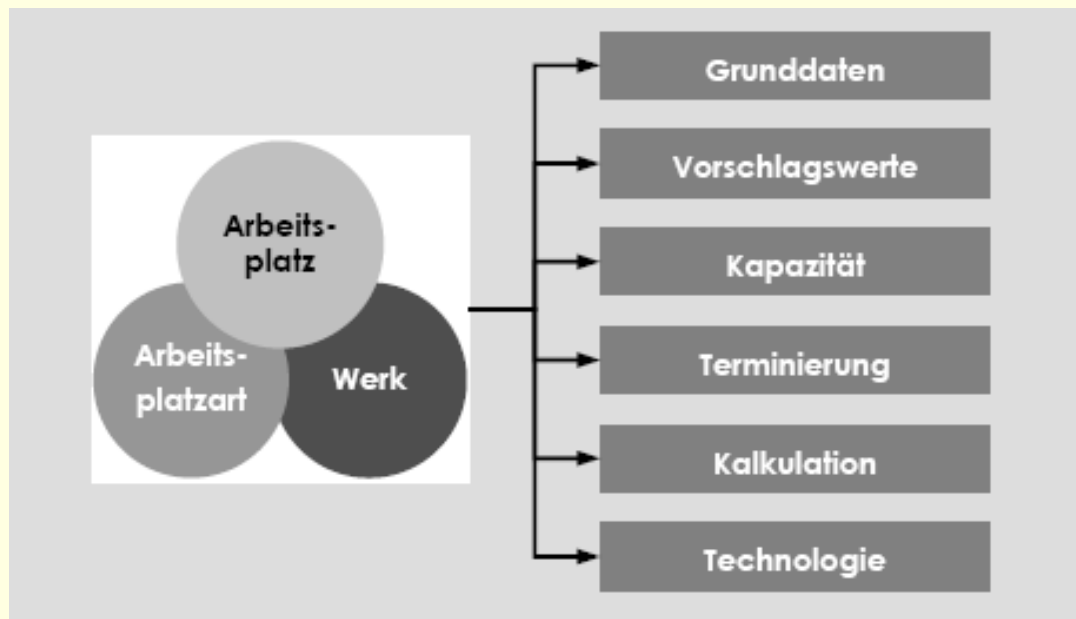 Arbeits-
platz
Arbeits-
platzart
Werk
Grunddaten
Vorschlagswerte
Kapazität
Terminierung
Kalkulation
Technologie